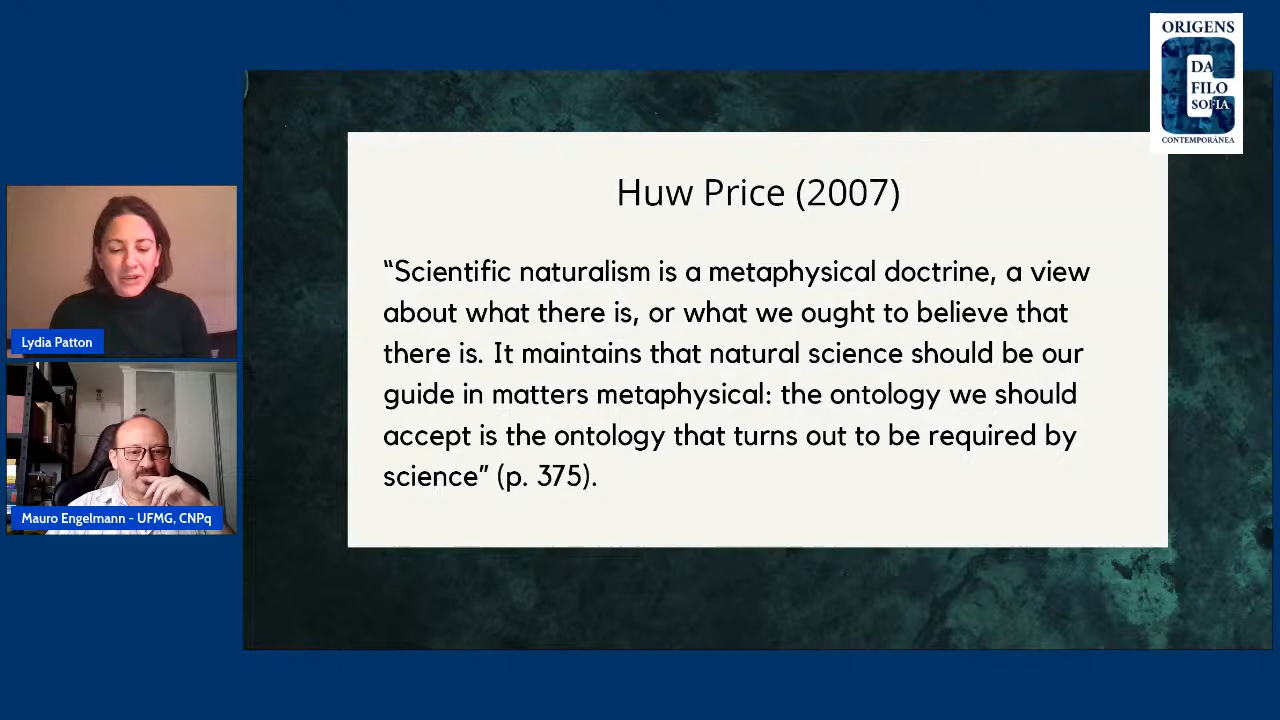 ORIGENS
DA
FILO
SOFIA
CONTEMPORÂNEA
Huw Price (2007)
“Scientific naturalism is a metaphysical doctrine, a view
about what there is, or what we ought to believe that
there is. It maintains that natural science should be our
guide in matters metaphysical: the ontology we should
accept is the ontology that turns out to be required by
science” (p. 375).
Lydia Patton
Mauro Engelmann - UFMG, CNPq